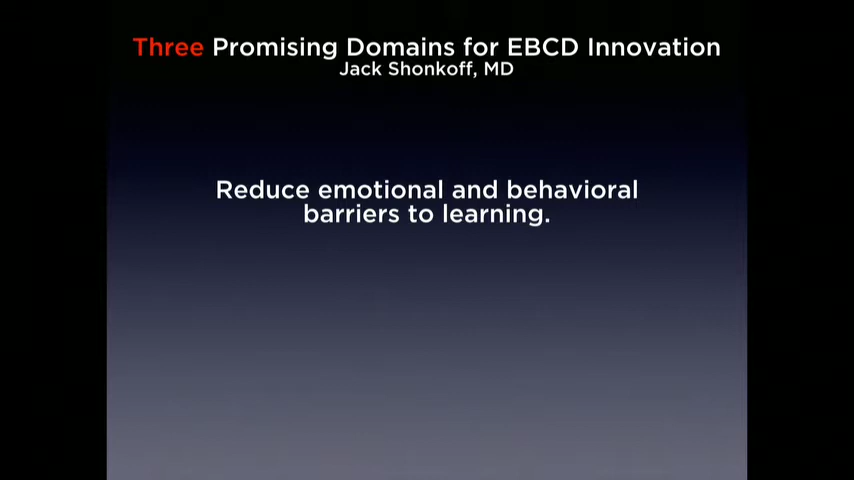 Three Promising Domains for EBCD Innovation
Jack Shonkoff, MD
Reduce emotional and behavioral
barriers to learning.